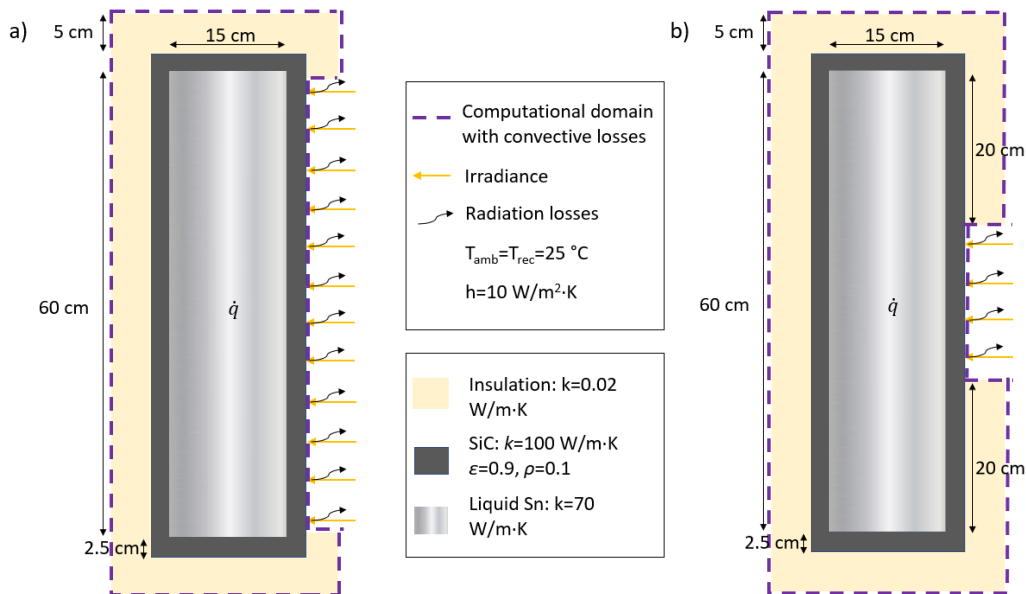 a)
5 cm
15 cm
60 cm
q̇
2.5 cm
Computational domain
with convective losses
Irradiance
Radiation losses
Tamb=Trec=25 °C
h=10 W/m²·K
Insulation: k=0.02
W/m·K
SiC: k=100 W/m·K
ε=0.9, ρ=0.1
Liquid Sn: k=70
W/m·K
b)
5 cm
15 cm
20 cm
60 cm
q̇
20 cm
2.5 cm